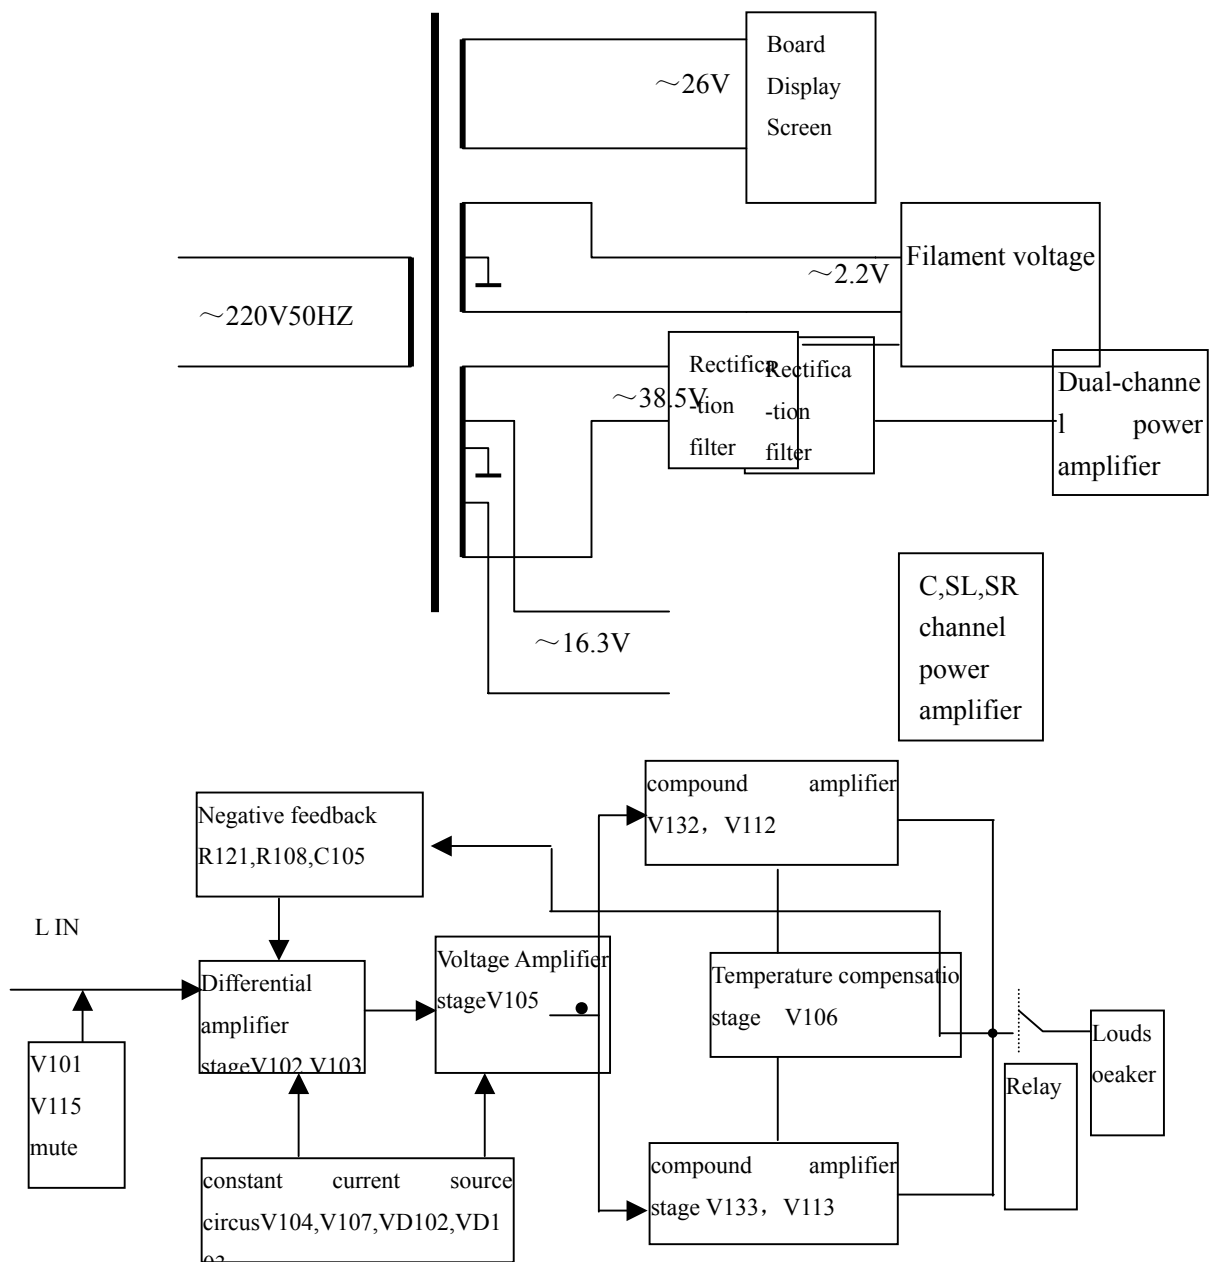 Board
Display
Screen
~26V
Filament voltage
~2.2V
~220V50HZ
Rectifica
-tion
filter
Rectifica
-tion
filter
~38.5V
Dual-channe
l power
amplifier
C,SL,SR
channel
power
amplifier
~16.3V
compound amplifier
V132，V112
Negative feedback
R121,R108,C105
L IN
Voltage Amplifier
stageV105
Differential
amplifier
stageV102 V103
Temperature compensatio
stage V106
V101
V115
mute
Louds
peaker
Relay
compound amplifier
stage V133，V113
constant current source
circusV104,V107,VD102,VD1
03